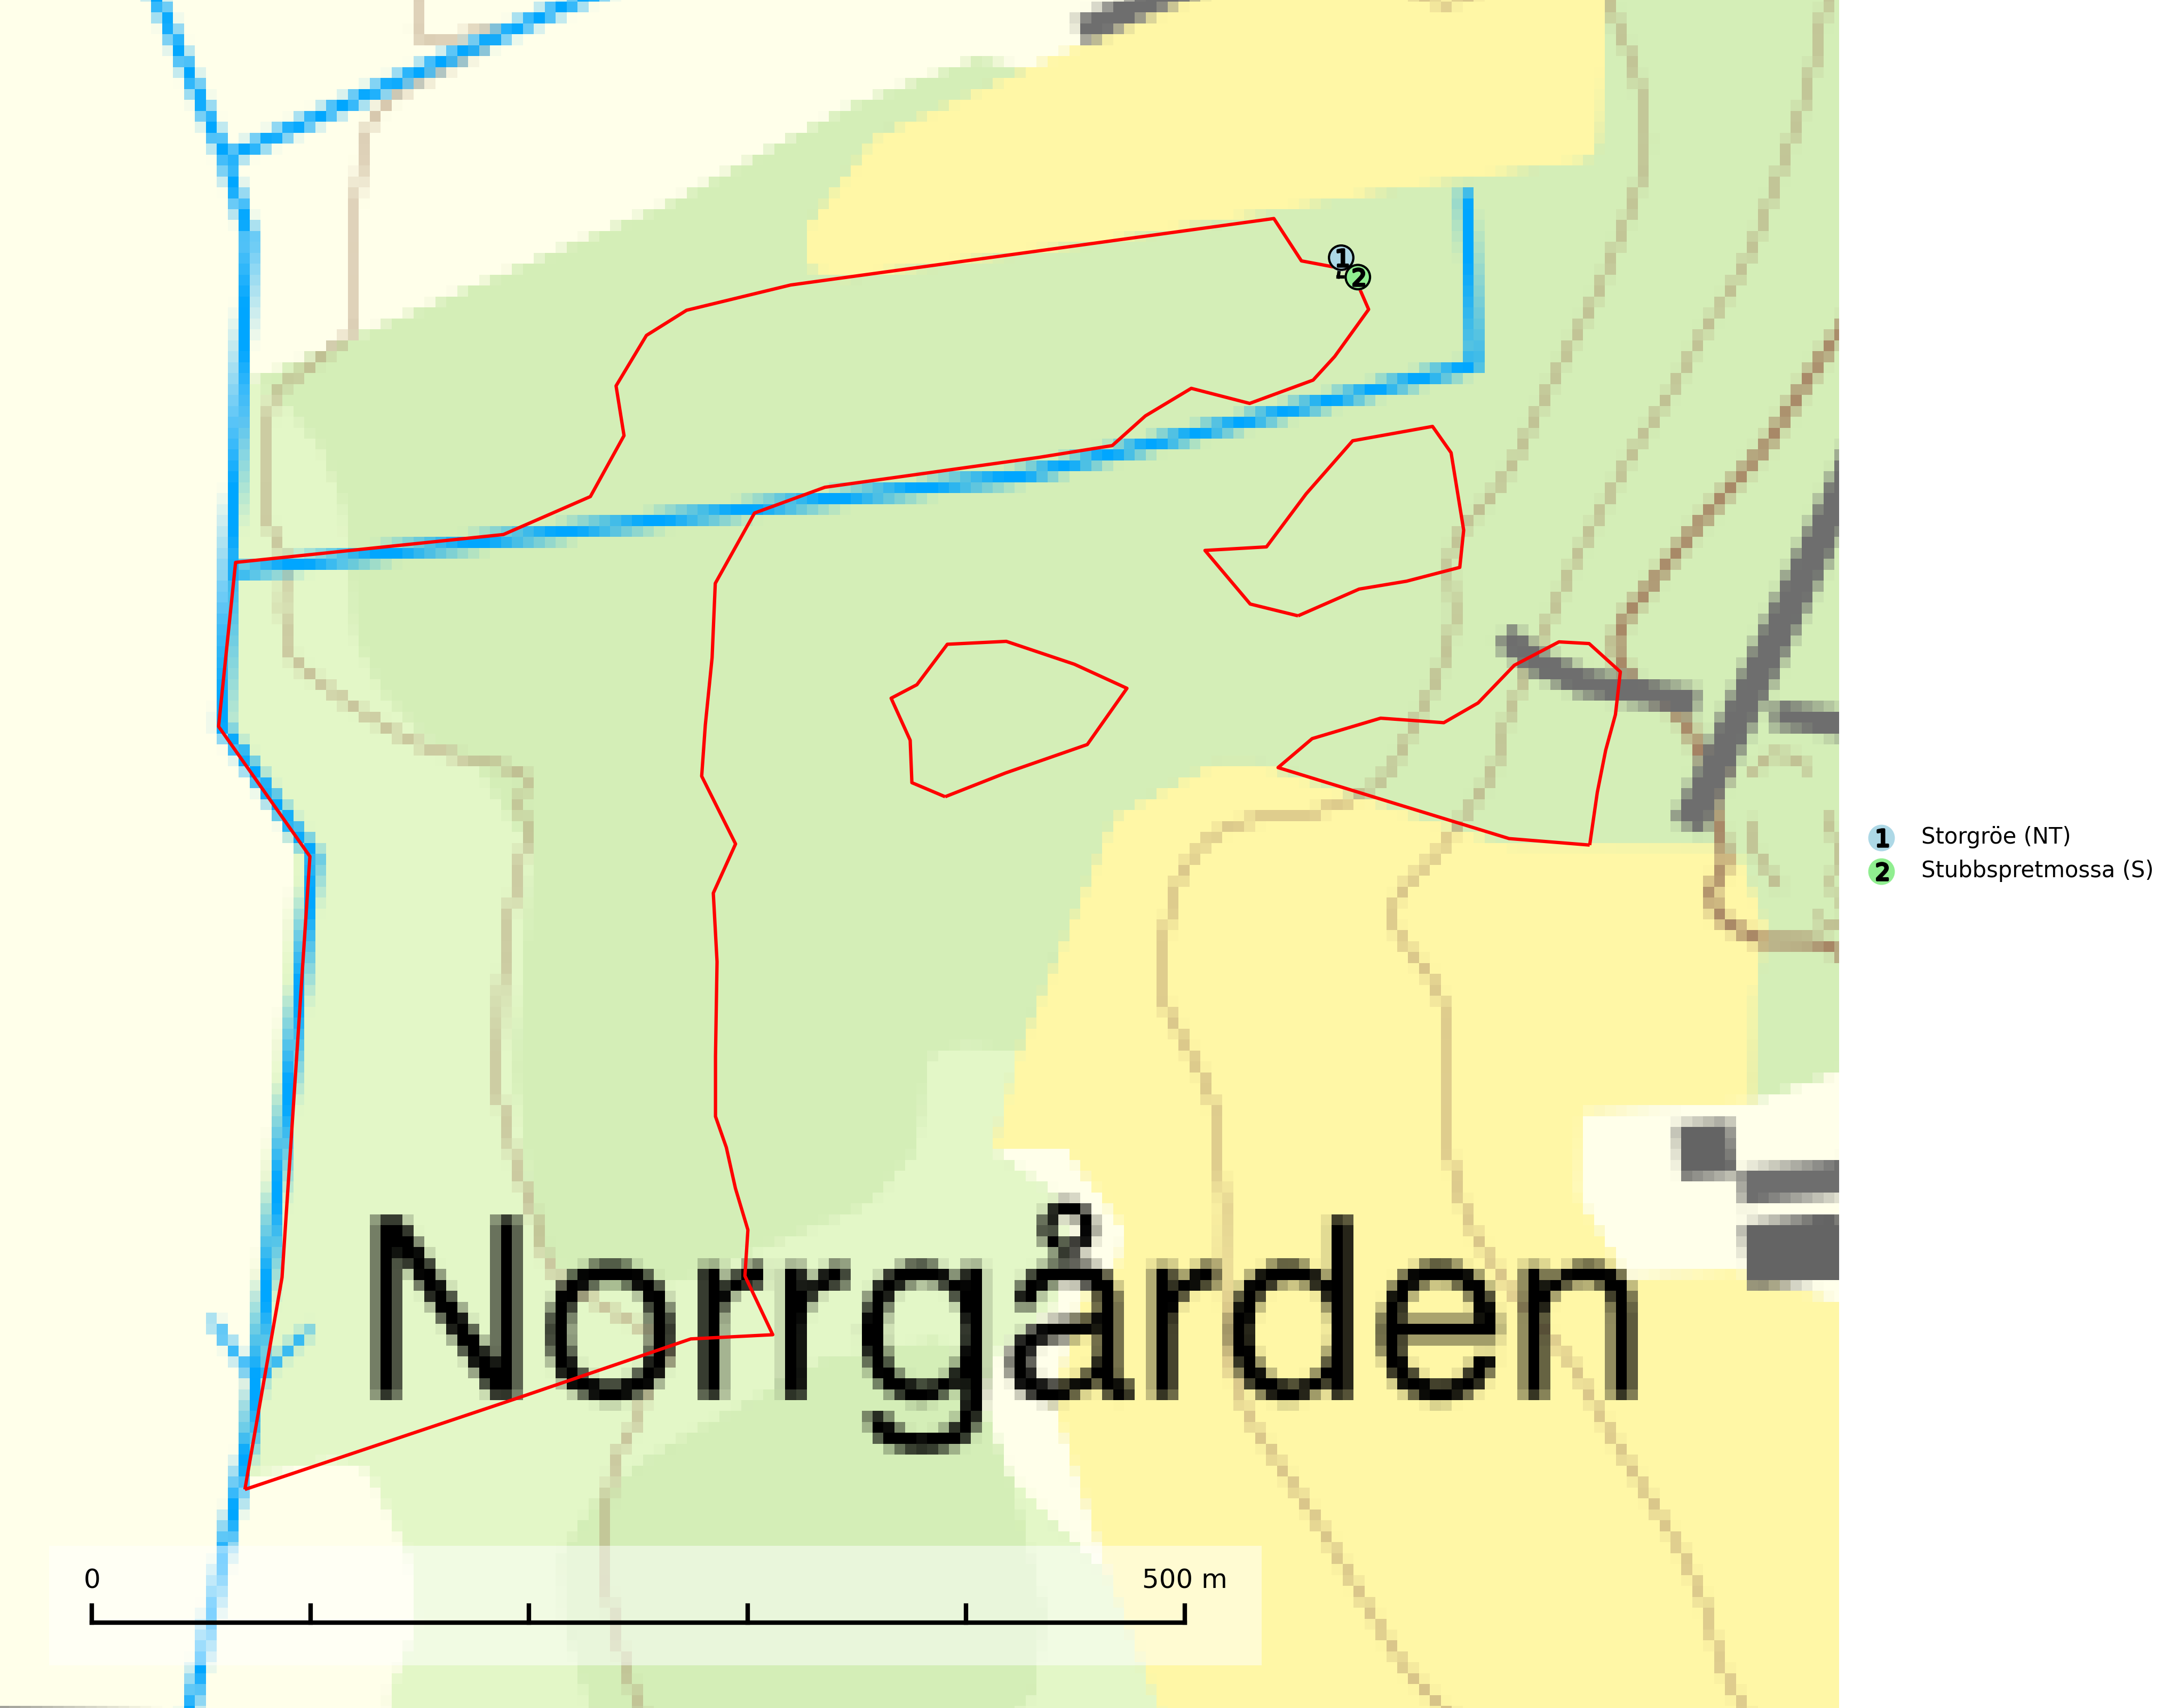 1
2
1 Storgröe (NT)
2 Stubbspretmossa (S)
Norrgården
0 500 m